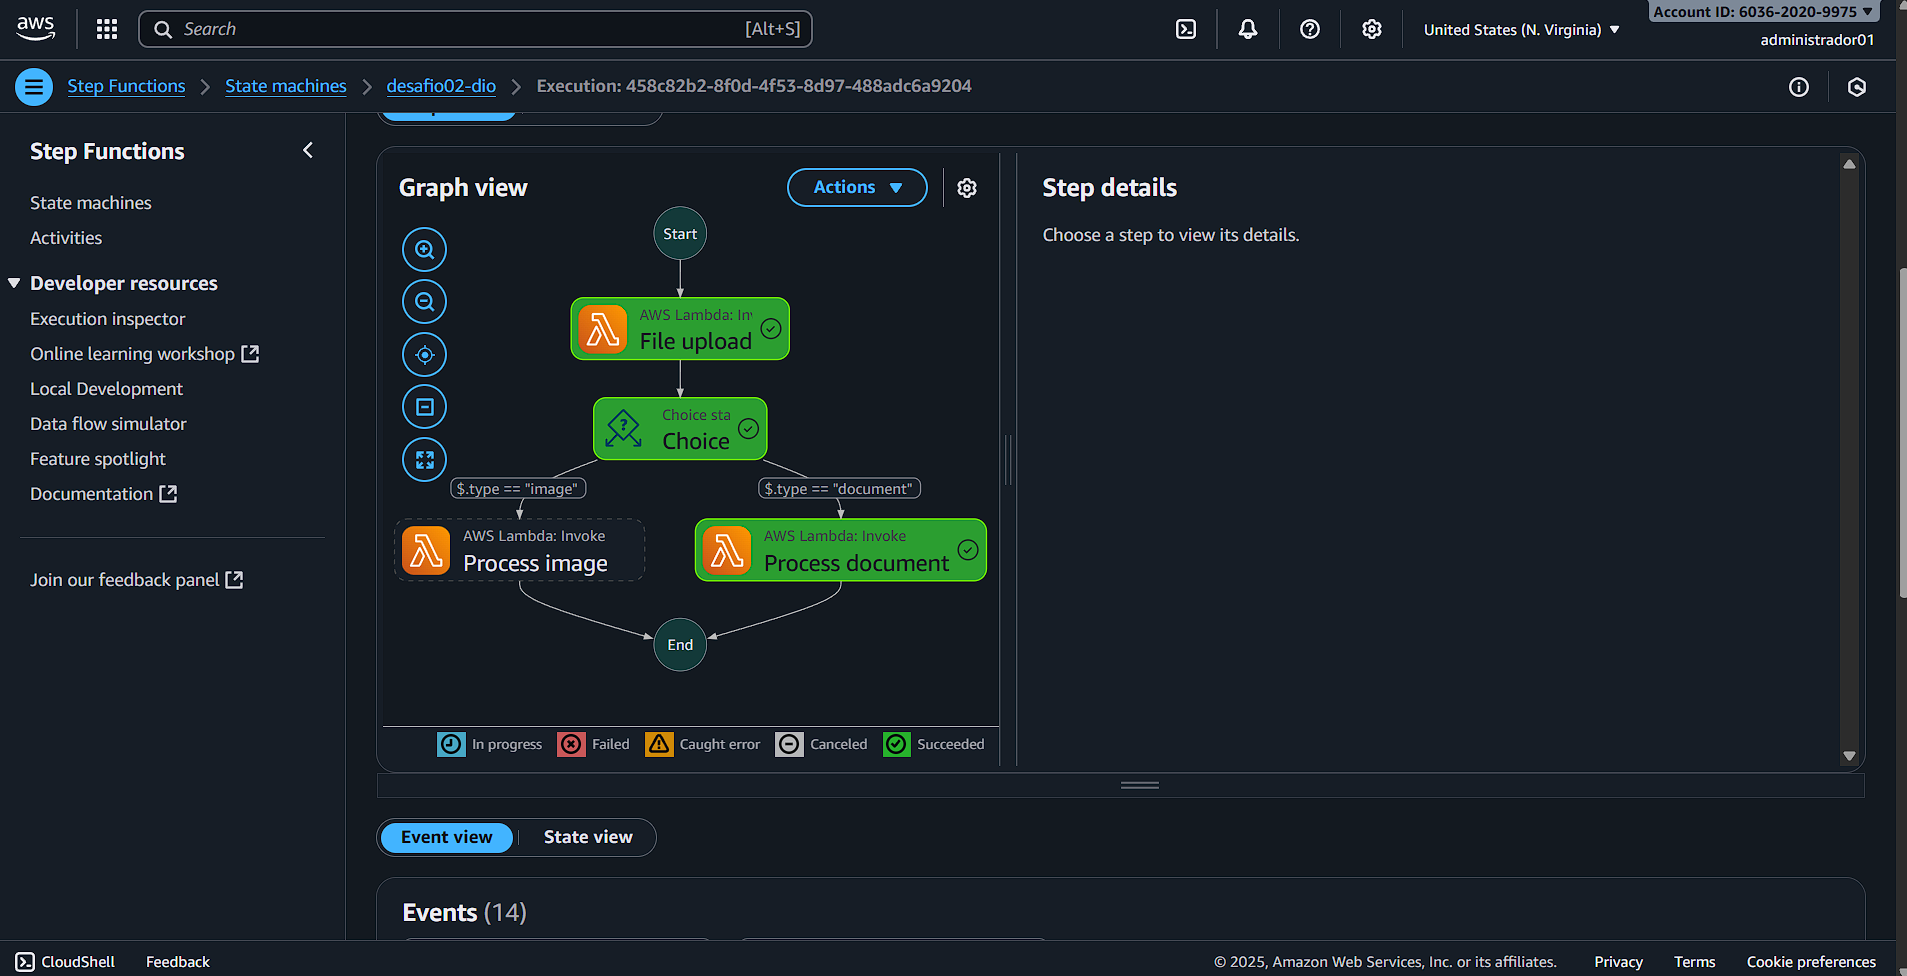 aws
Search
[Alt+S]
United States (N. Virginia)
Account ID: 6036-2020-9975
administrador01
Step Functions
State machines
desafio02-dio
Execution: 458c82b2-8f0d-4f53-8d97-488adc6a9204
Step Functions
State machines
Activities
Developer resources
Execution inspector
Online learning workshop
Local Development
Data flow simulator
Feature spotlight
Documentation
Join our feedback panel
Graph view
Actions
Start
AWS Lambda: In
File upload
Choice sta
Choice
$.type == "image"
$.type == "document"
AWS Lambda: Invoke
Process image
AWS Lambda: Invoke
Process document
End
In progress
Failed
Caught error
Canceled
Succeeded
Step details
Choose a step to view its details.
Event view
State view
Events (14)
CloudShell
Feedback
© 2025, Amazon Web Services, Inc. or its affiliates.
Privacy
Terms
Cookie preferences